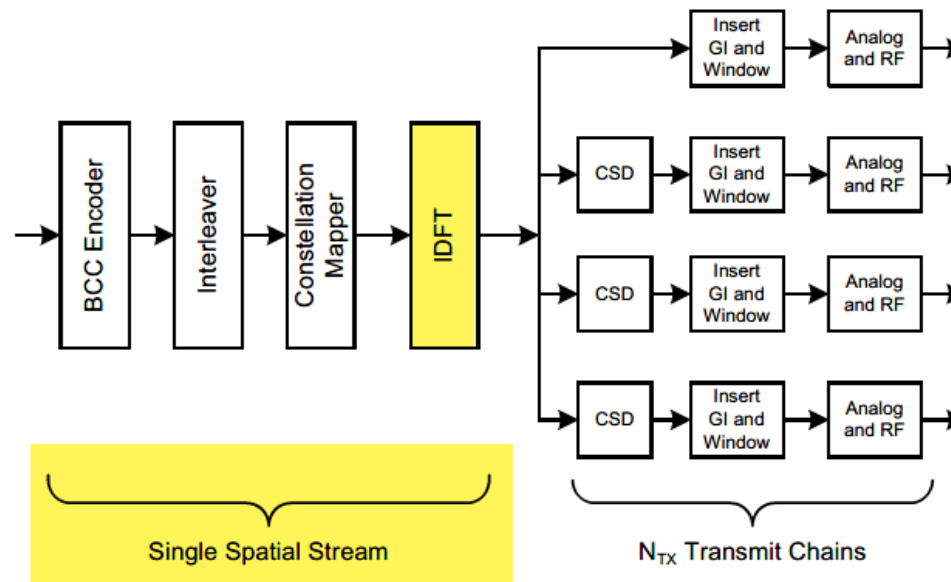 BCC Encoder
Interleaver
Constellation
Mapper
IDFT
Insert
GI and
Window
Analog
and RF
CSD
Insert
GI and
Window
Analog
and RF
CSD
Insert
GI and
Window
Analog
and RF
CSD
Insert
GI and
Window
Analog
and RF
Single Spatial Stream
N_TX Transmit Chains